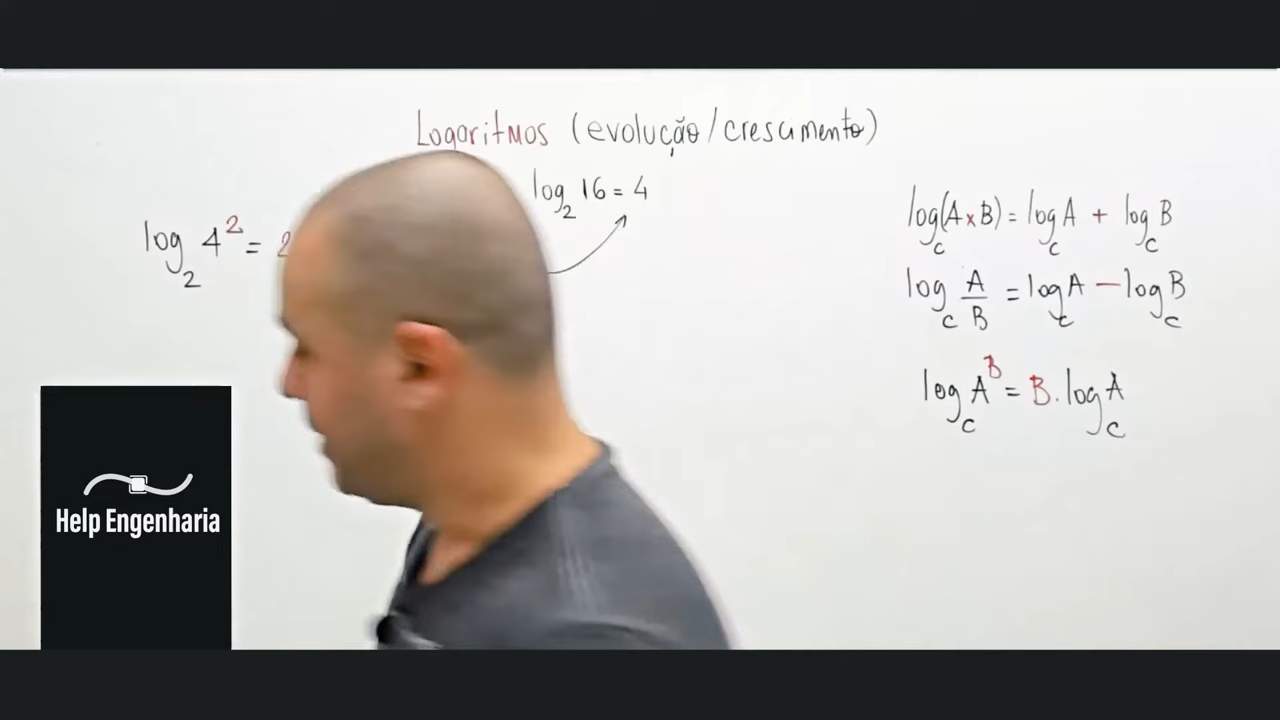 Logaritmos (evolução/crescimento)
log₂ 16 = 4
log₂ 4² = 2
log_c (A x B) = log_c A + log_c B
log_c A/B = log_c A - log_c B
log_c A^B = B . log_c A
Help Engenharia